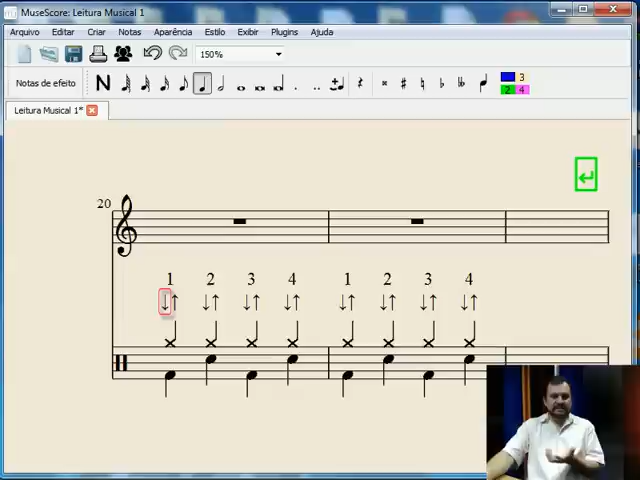 MuseScore: Leitura Musical 1
Arquivo Editar Criar Notas Aparência Estilo Exibir Plugins Ajuda
150%
Notas de efeito N 3
2 4
Leitura Musical 1*
20
1 2 3 4 1 2 3 4
↓↑ ↓↑ ↓↑ ↓↑ ↓↑ ↓↑ ↓↑ ↓↑